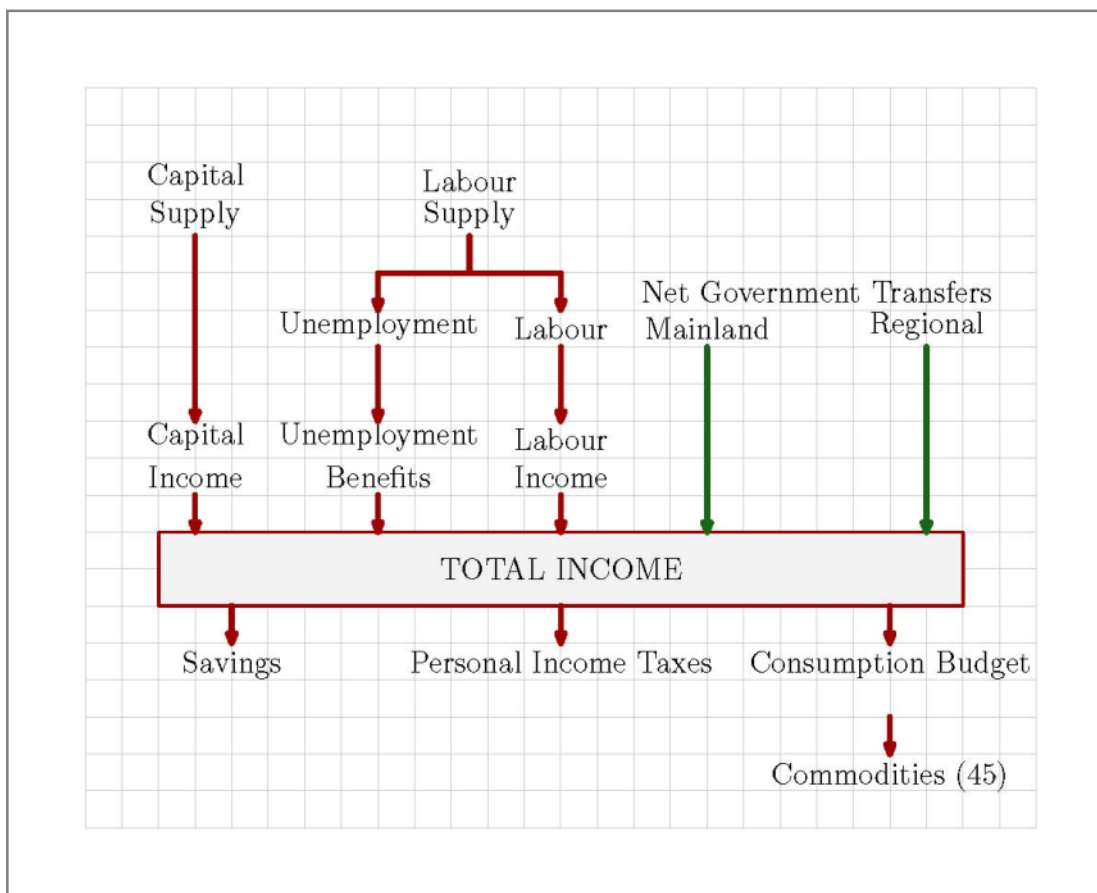 Capital
Supply
Labour
Supply
Net Government Transfers
Unemployment
Labour
Mainland
Regional
Capital
Income
Unemployment
Benefits
Labour
Income
TOTAL INCOME
Savings
Personal Income Taxes
Consumption Budget
Commodities (45)